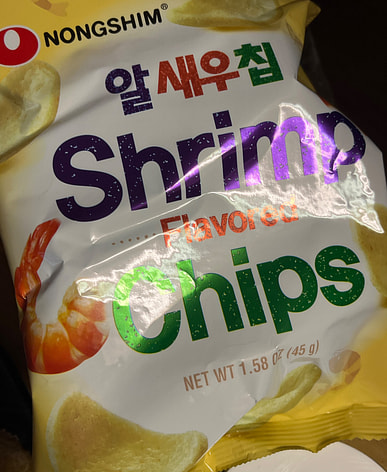 NONGSHIM®
알새우칩
Shrimp
Flavored
Chips
NET WT 1.58 OZ (45 g)